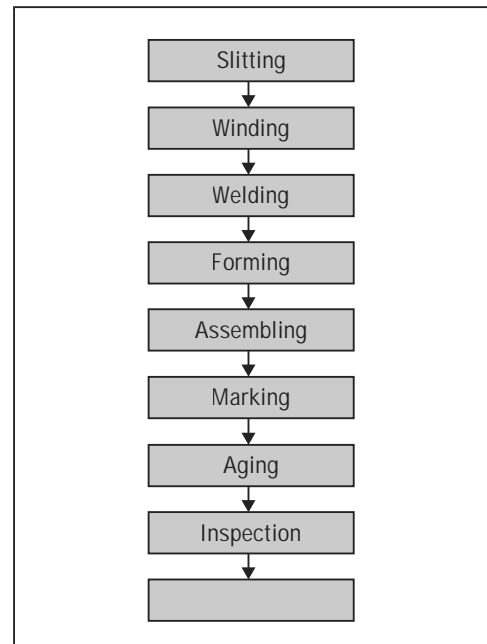 Slitting
Winding
Welding
Forming
Assembling
Marking
Aging
Inspection